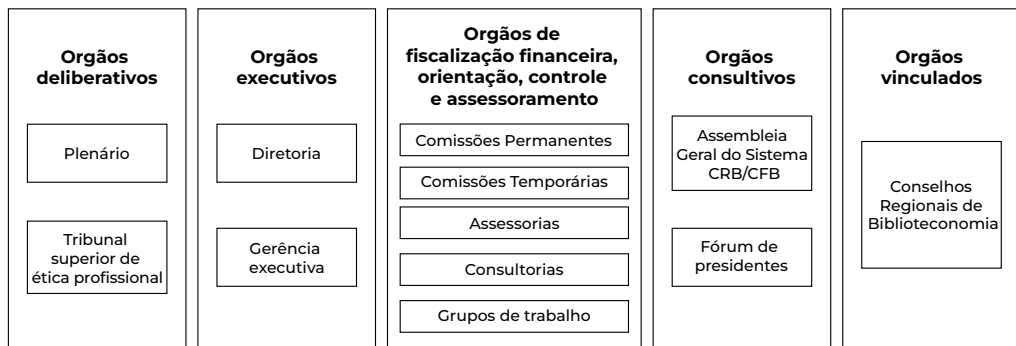 Orgãos
deliberativos
Plenário
Tribunal
superior de
ética profissional
Orgãos
executivos
Diretoria
Gerência
executiva
Orgãos de
fiscalização financeira,
orientação, controle
e assessoramento
Comissões Permanentes
Comissões Temporárias
Assessorias
Consultorias
Grupos de trabalho
Orgãos
consultivos
Assembleia
Geral do Sistema
CRB/CFB
Fórum de
presidentes
Orgãos
vinculados
Conselhos
Regionais de
Biblioteconomia